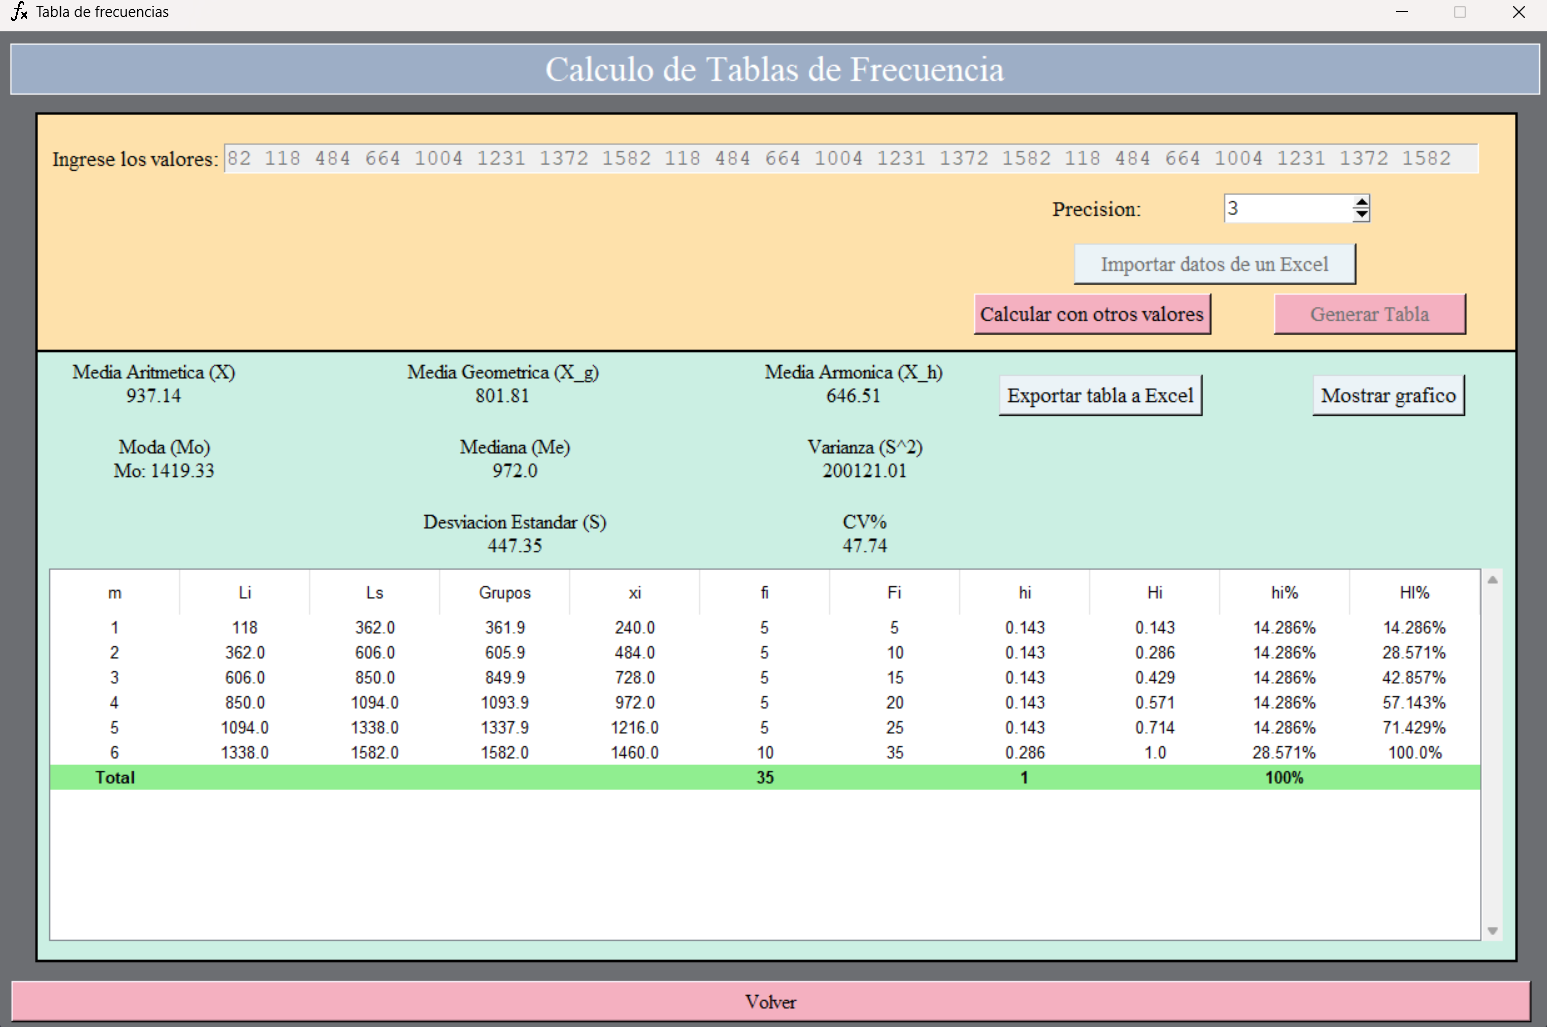 Tabla de frecuencias
Calculo de Tablas de Frecuencia
Ingrese los valores: 82 118 484 664 1004 1231 1372 1582 118 484 664 1004 1231 1372 1582 118 484 664 1004 1231 1372 1582
Precision: 3
Importar datos de un Excel
Calcular con otros valores Generar Tabla
Media Aritmetica (X) Media Geometrica (X_g) Media Armonica (X_h)
937.14 801.81 646.51
Exportar tabla a Excel Mostrar grafico
Moda (Mo) Mediana (Me) Varianza (S^2)
Mo: 1419.33 972.0 200121.01
Desviacion Estandar (S) CV%
447.35 47.74
m Li Ls Grupos xi fi Fi hi Hi hi% HI%
1 118 362.0 361.9 240.0 5 5 0.143 0.143 14.286% 14.286%
2 362.0 606.0 605.9 484.0 5 10 0.143 0.286 14.286% 28.571%
3 606.0 850.0 849.9 728.0 5 15 0.143 0.429 14.286% 42.857%
4 850.0 1094.0 1093.9 972.0 5 20 0.143 0.571 14.286% 57.143%
5 1094.0 1338.0 1337.9 1216.0 5 25 0.143 0.714 14.286% 71.429%
6 1338.0 1582.0 1582.0 1460.0 10 35 0.286 1.0 28.571% 100.0%
Total 35 1 100%
Volver